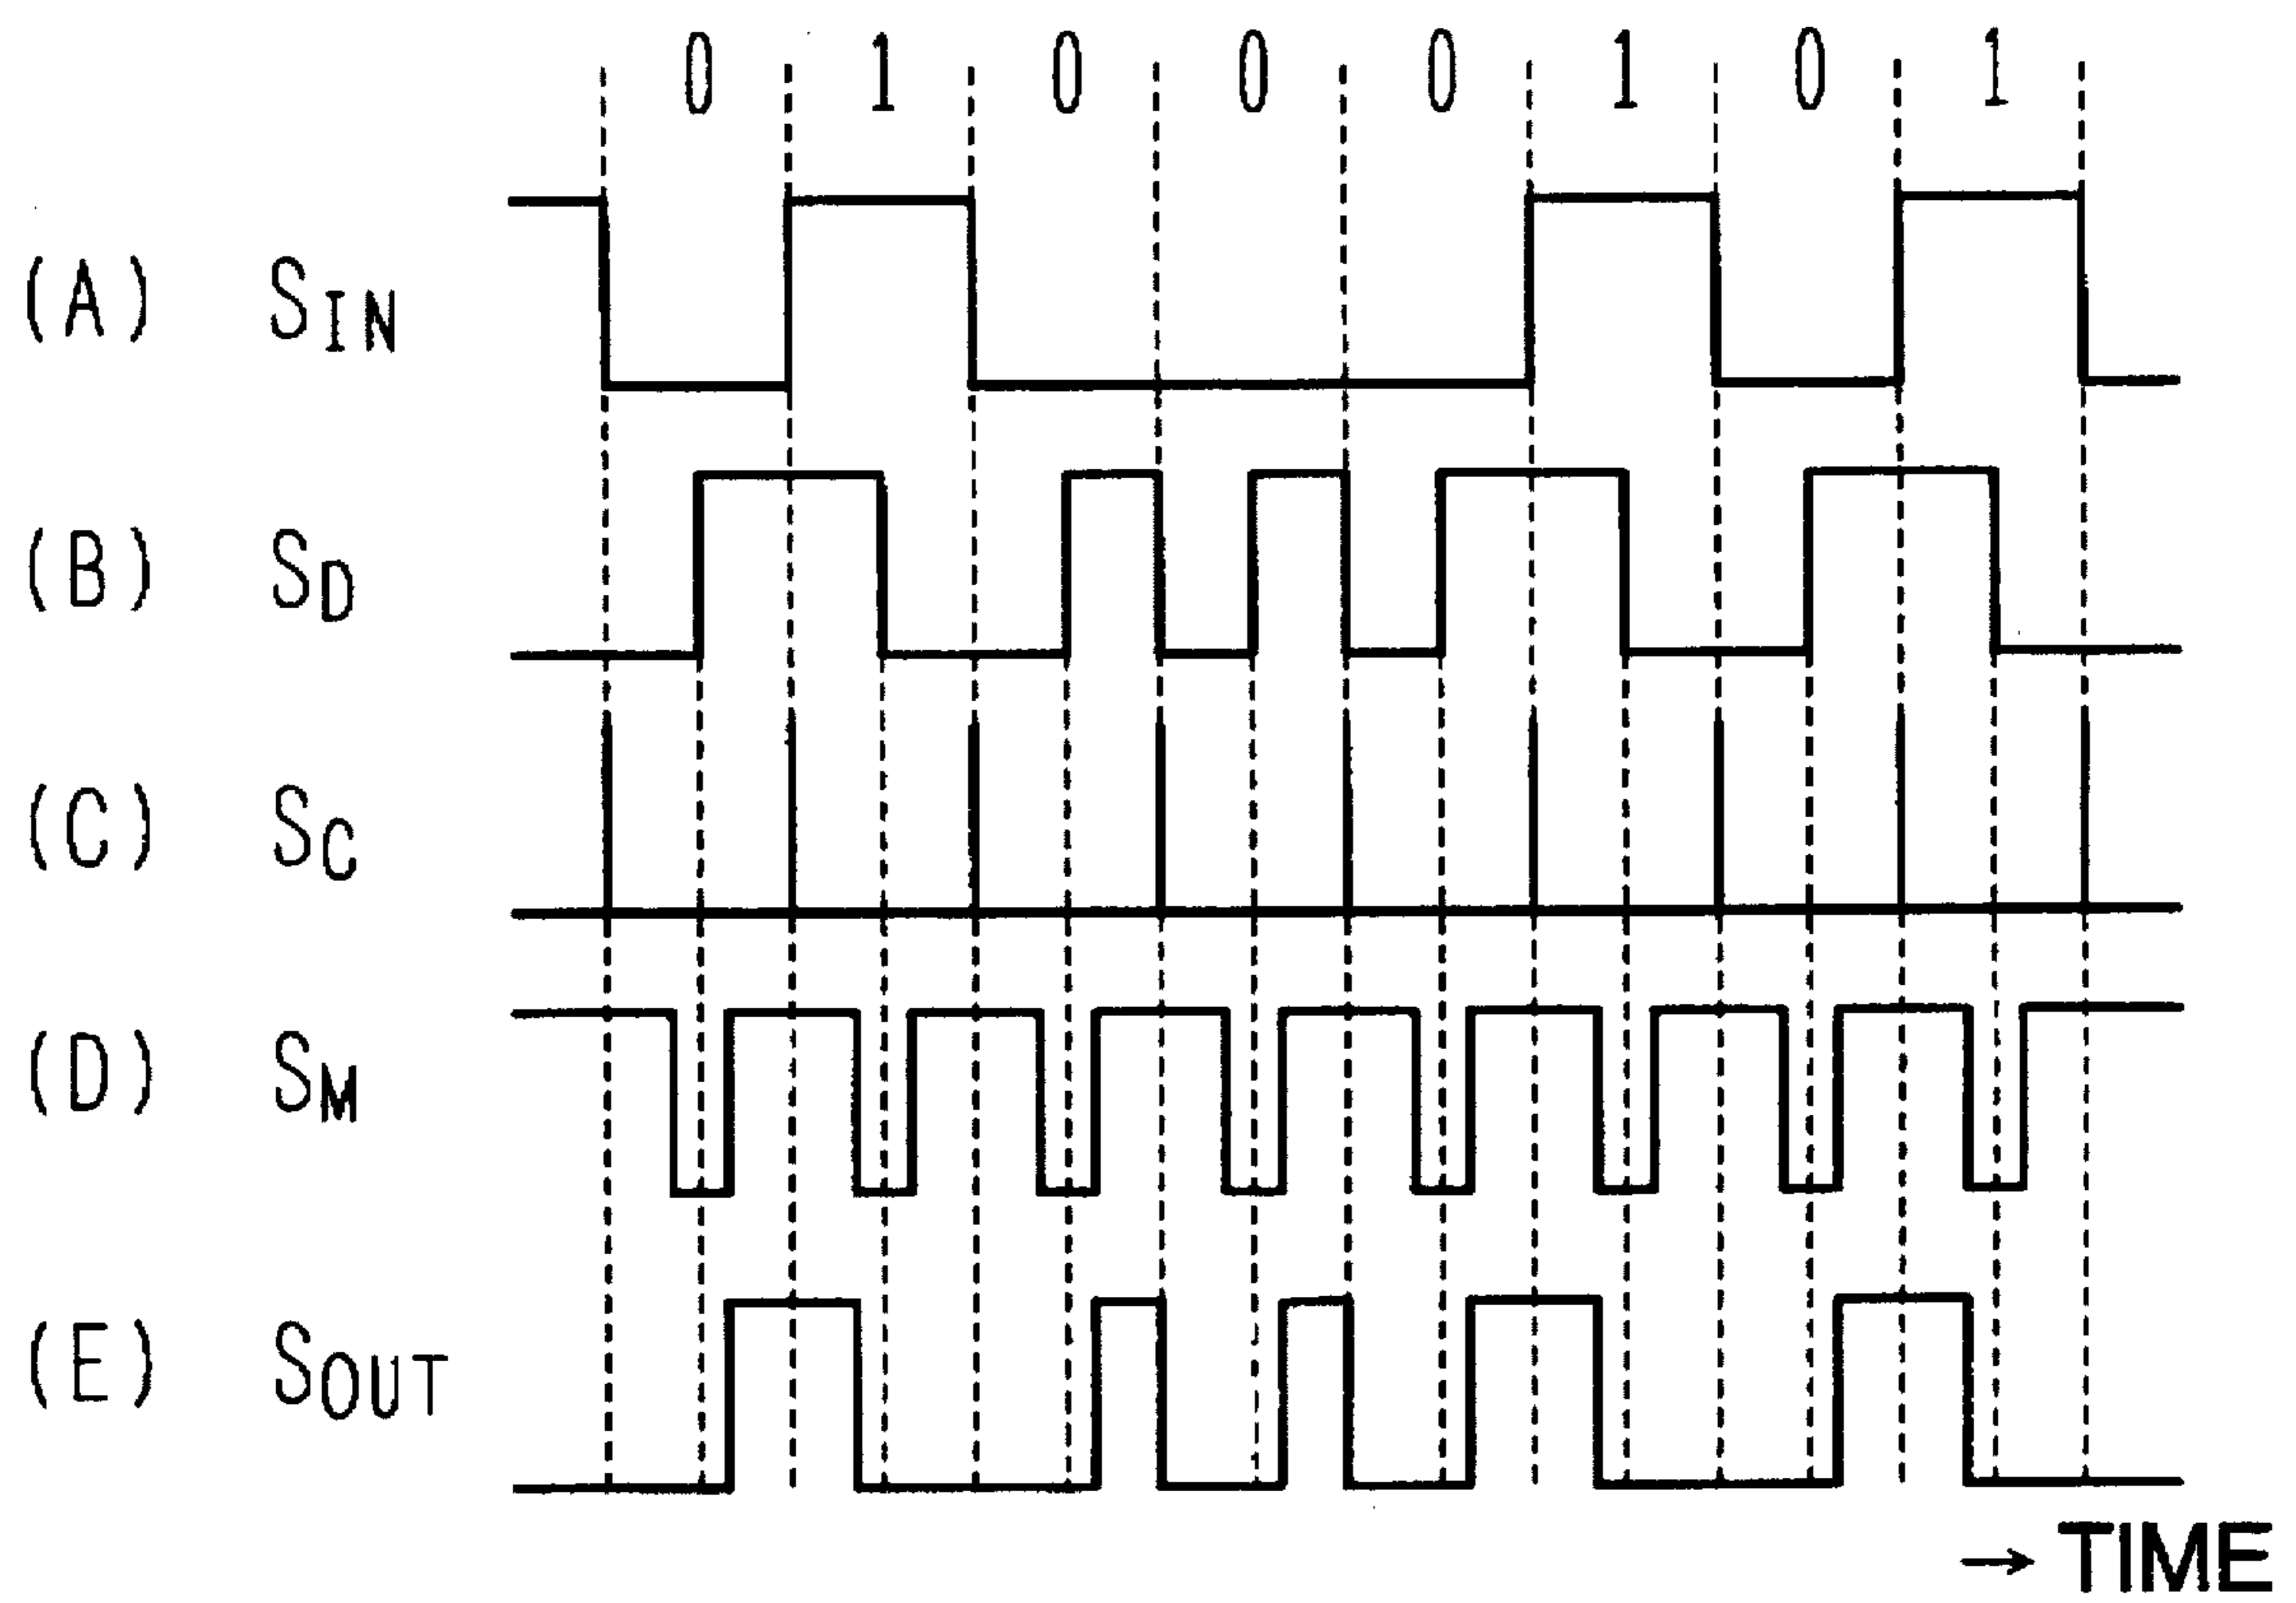 0 1 0 0 0 1 0 1
(A) SIN
(B) SD
(C) SC
(D) SM
(E) SOUT
→ TIME